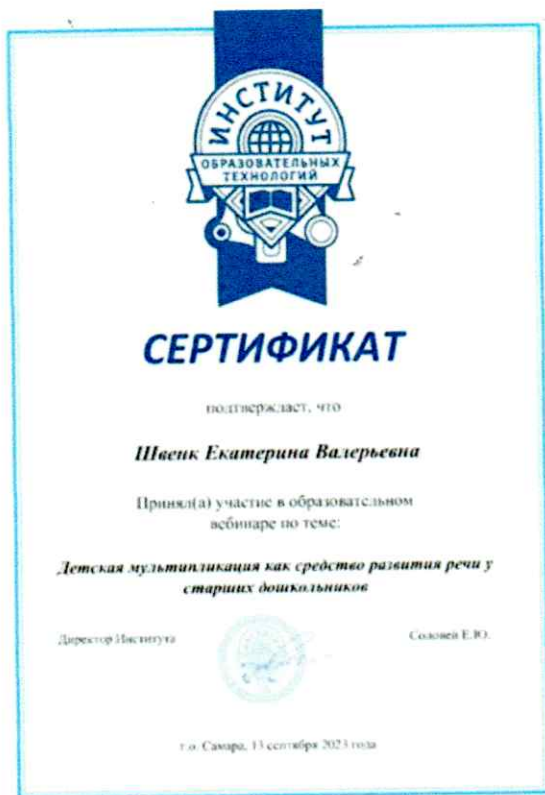 ИНСТИТУТ
ОБРАЗОВАТЕЛЬНЫХ
ТЕХНОЛОГИЙ
СЕРТИФИКАТ
подтверждает, что
Швенк Екатерина Валерьевна
Принял(а) участие в образовательном
вебинаре по теме:
Детская мультипликация как средство развития речи у
старших дошкольников
Директор Института
Соловей Е.Ю.
г.о. Самара, 13 сентября 2023 года